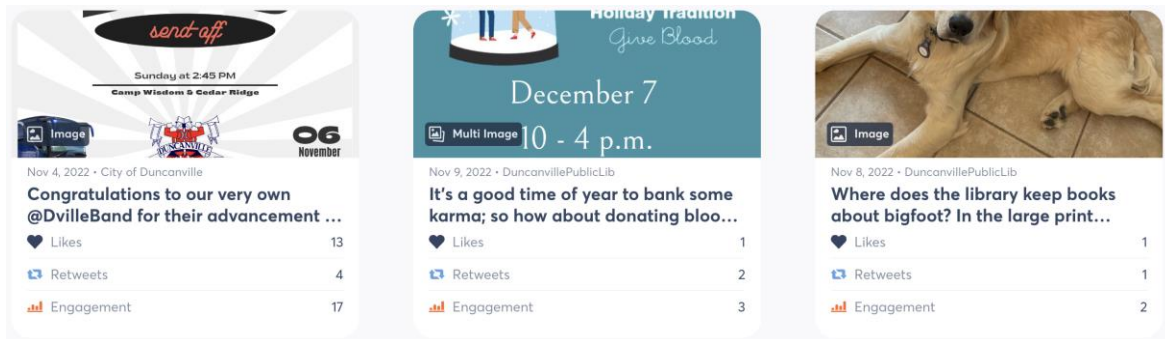 send-off
Sunday at 2:45 PM
Camp Wisdom & Cedar Ridge
DUNCANVILLE
06
November
Image
Nov 4, 2022 • City of Duncanville
Congratulations to our very own
@DvilleBand for their advancement ...
Likes 13
Retweets 4
Engagement 17
Holiday Tradition
Give Blood
December 7
10 - 4 p.m.
Multi Image
Nov 9, 2022 • DuncanvillePublicLib
It's a good time of year to bank some
karma; so how about donating bloo...
Likes 1
Retweets 2
Engagement 3
Image
Nov 8, 2022 • DuncanvillePublicLib
Where does the library keep books
about bigfoot? In the large print...
Likes 1
Retweets 1
Engagement 2